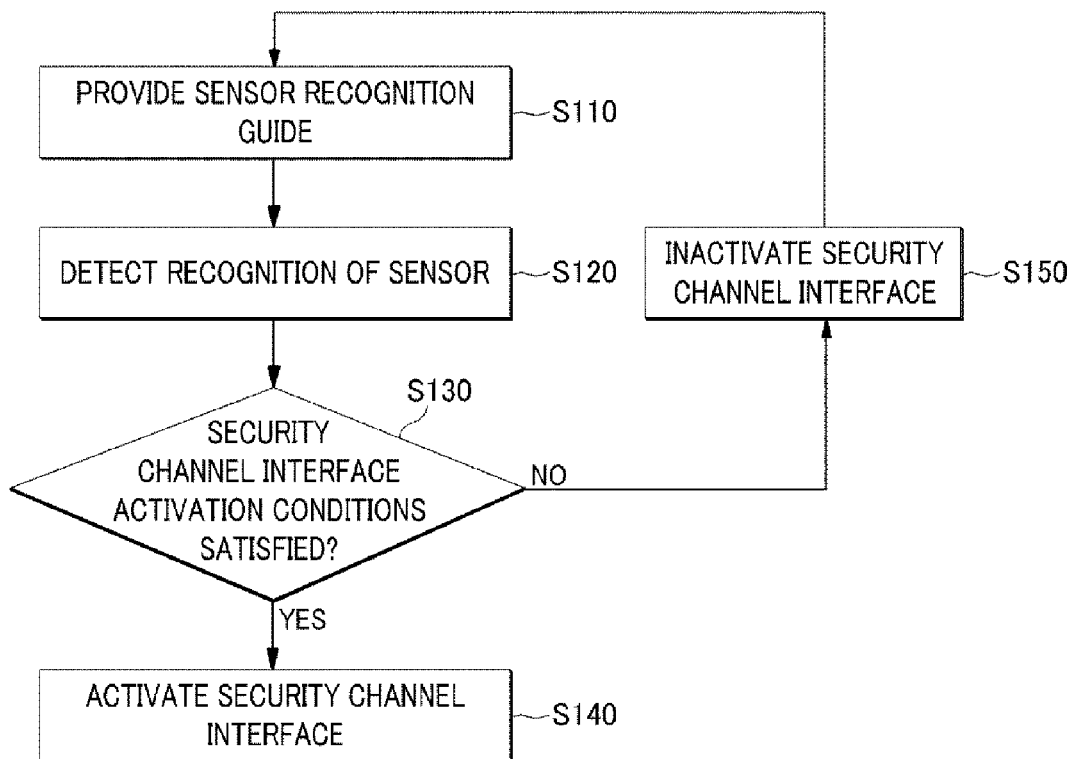 PROVIDE SENSOR RECOGNITION
GUIDE
S110
DETECT RECOGNITION OF SENSOR
S120
INACTIVATE SECURITY
CHANNEL INTERFACE
S150
S130
SECURITY
CHANNEL INTERFACE
ACTIVATION CONDITIONS
SATISFIED?
NO
YES
ACTIVATE SECURITY CHANNEL
INTERFACE
S140